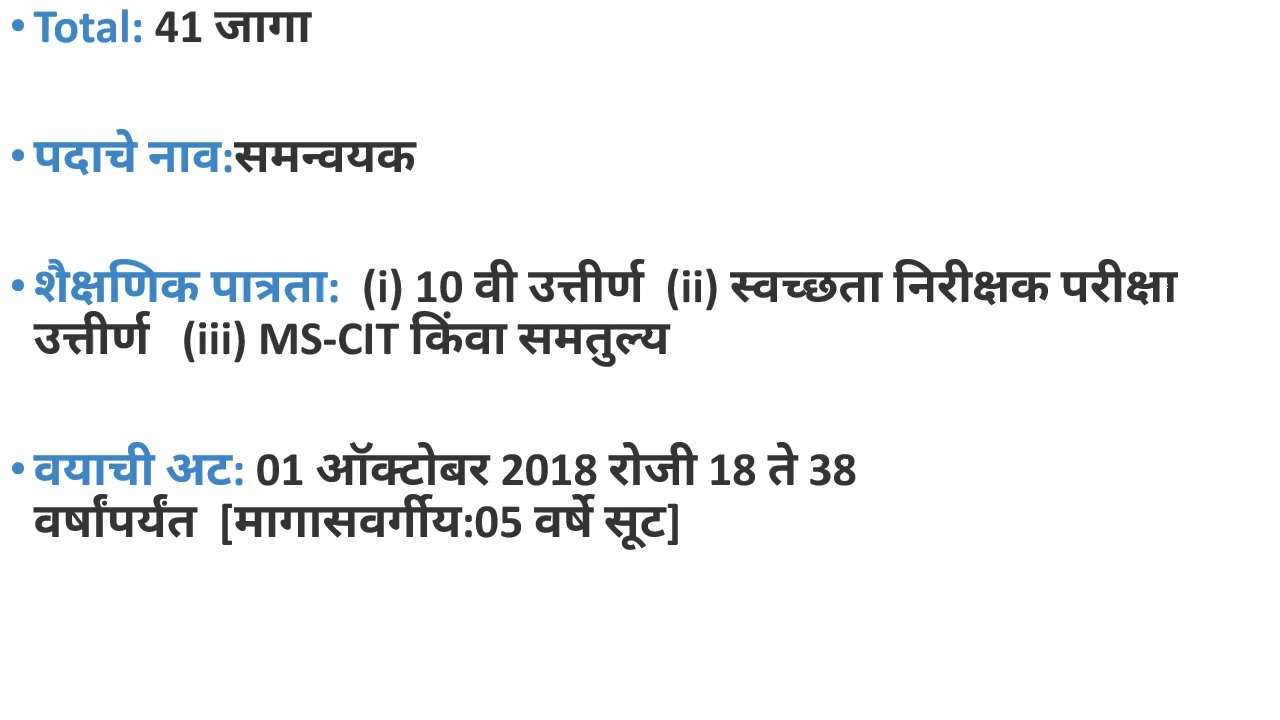 • Total: 41 जागा
• पदाचे नाव:समन्वयक
• शैक्षणिक पात्रता: (i) 10 वी उत्तीर्ण (ii) स्वच्छता निरीक्षक परीक्षा
उत्तीर्ण (iii) MS-CIT किंवा समतुल्य
• वयाची अट: 01 ऑक्टोबर 2018 रोजी 18 ते 38
वर्षांपर्यंत [मागासवर्गीय:05 वर्षे सूट]